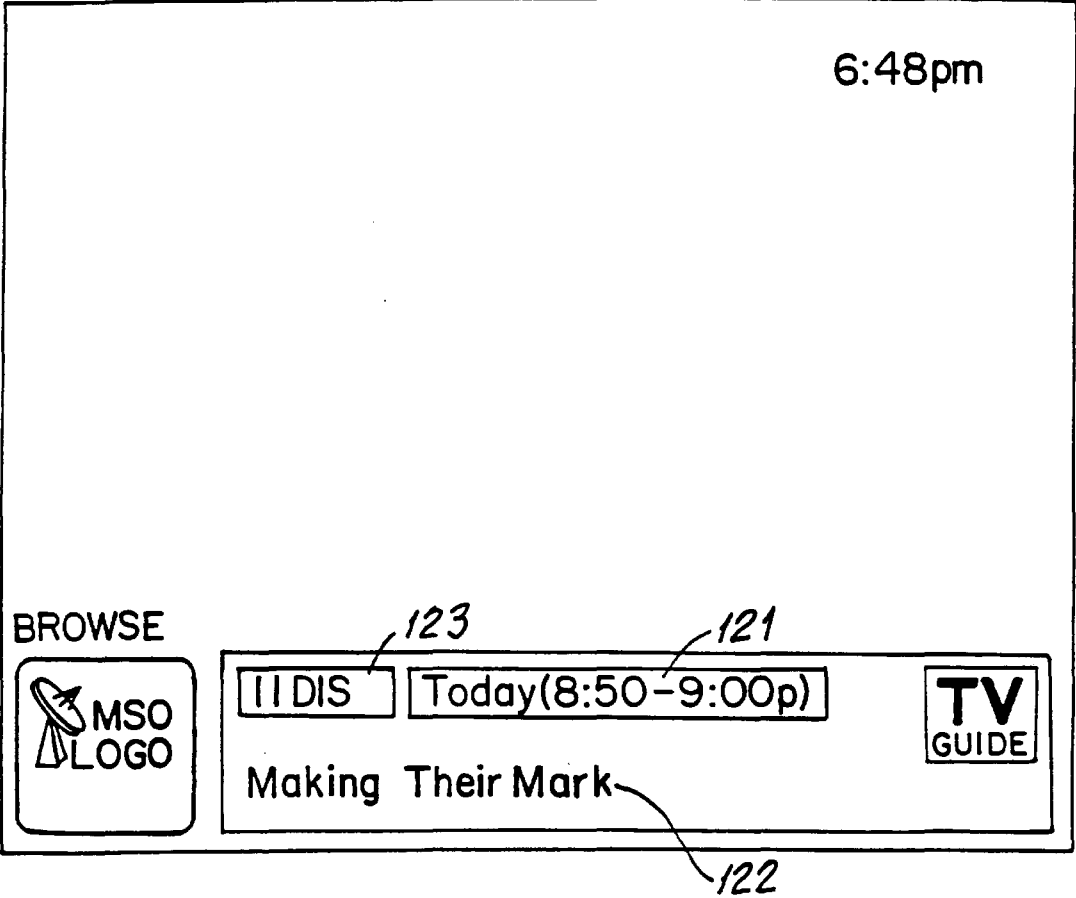 6:48pm
BROWSE
123
121
11 DIS
Today(8:50-9:00p)
TV
GUIDE
MSO
LOGO
Making Their Mark
122